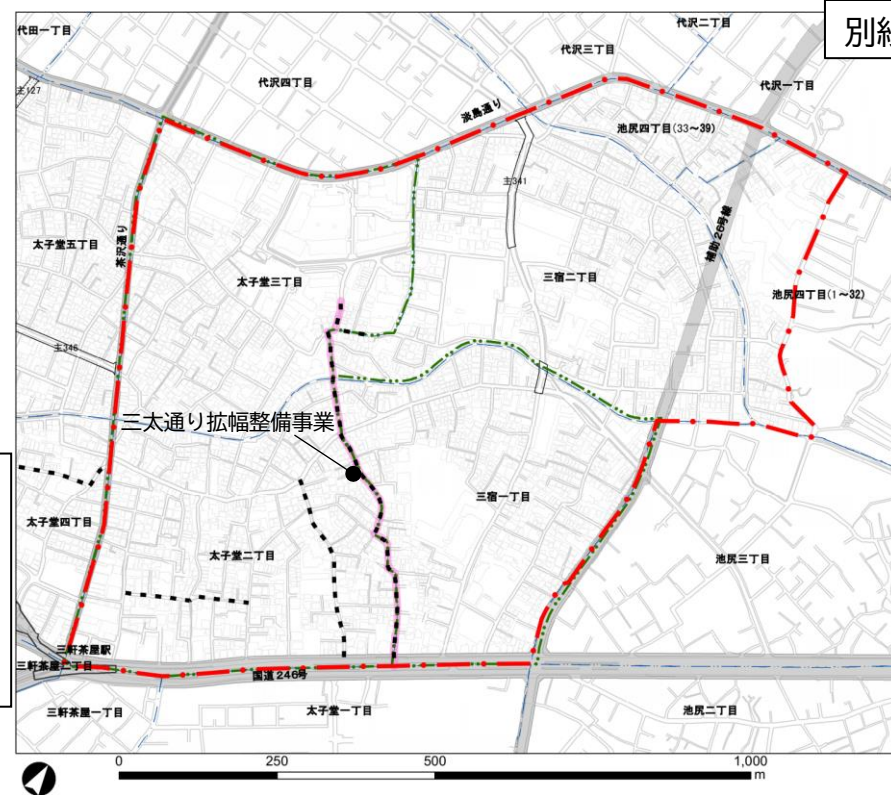 別
代田一丁目
代沢二丁目
代沢三丁目
代沢四丁目
代沢一丁目
主127
淡島通り
池尻四丁目(33～39)
主341
補助26号線
太子堂五丁目
茶沢通り
太子堂三丁目
三宿二丁目
池尻四丁目(1～32)
主346
三太通り拡幅整備事業
三宿一丁目
太子堂四丁目
太子堂二丁目
池尻三丁目
三軒茶屋駅
三軒茶屋二丁目
国道246号
三軒茶屋一丁目
太子堂一丁目
池尻二丁目
0 250 500 1,000
m